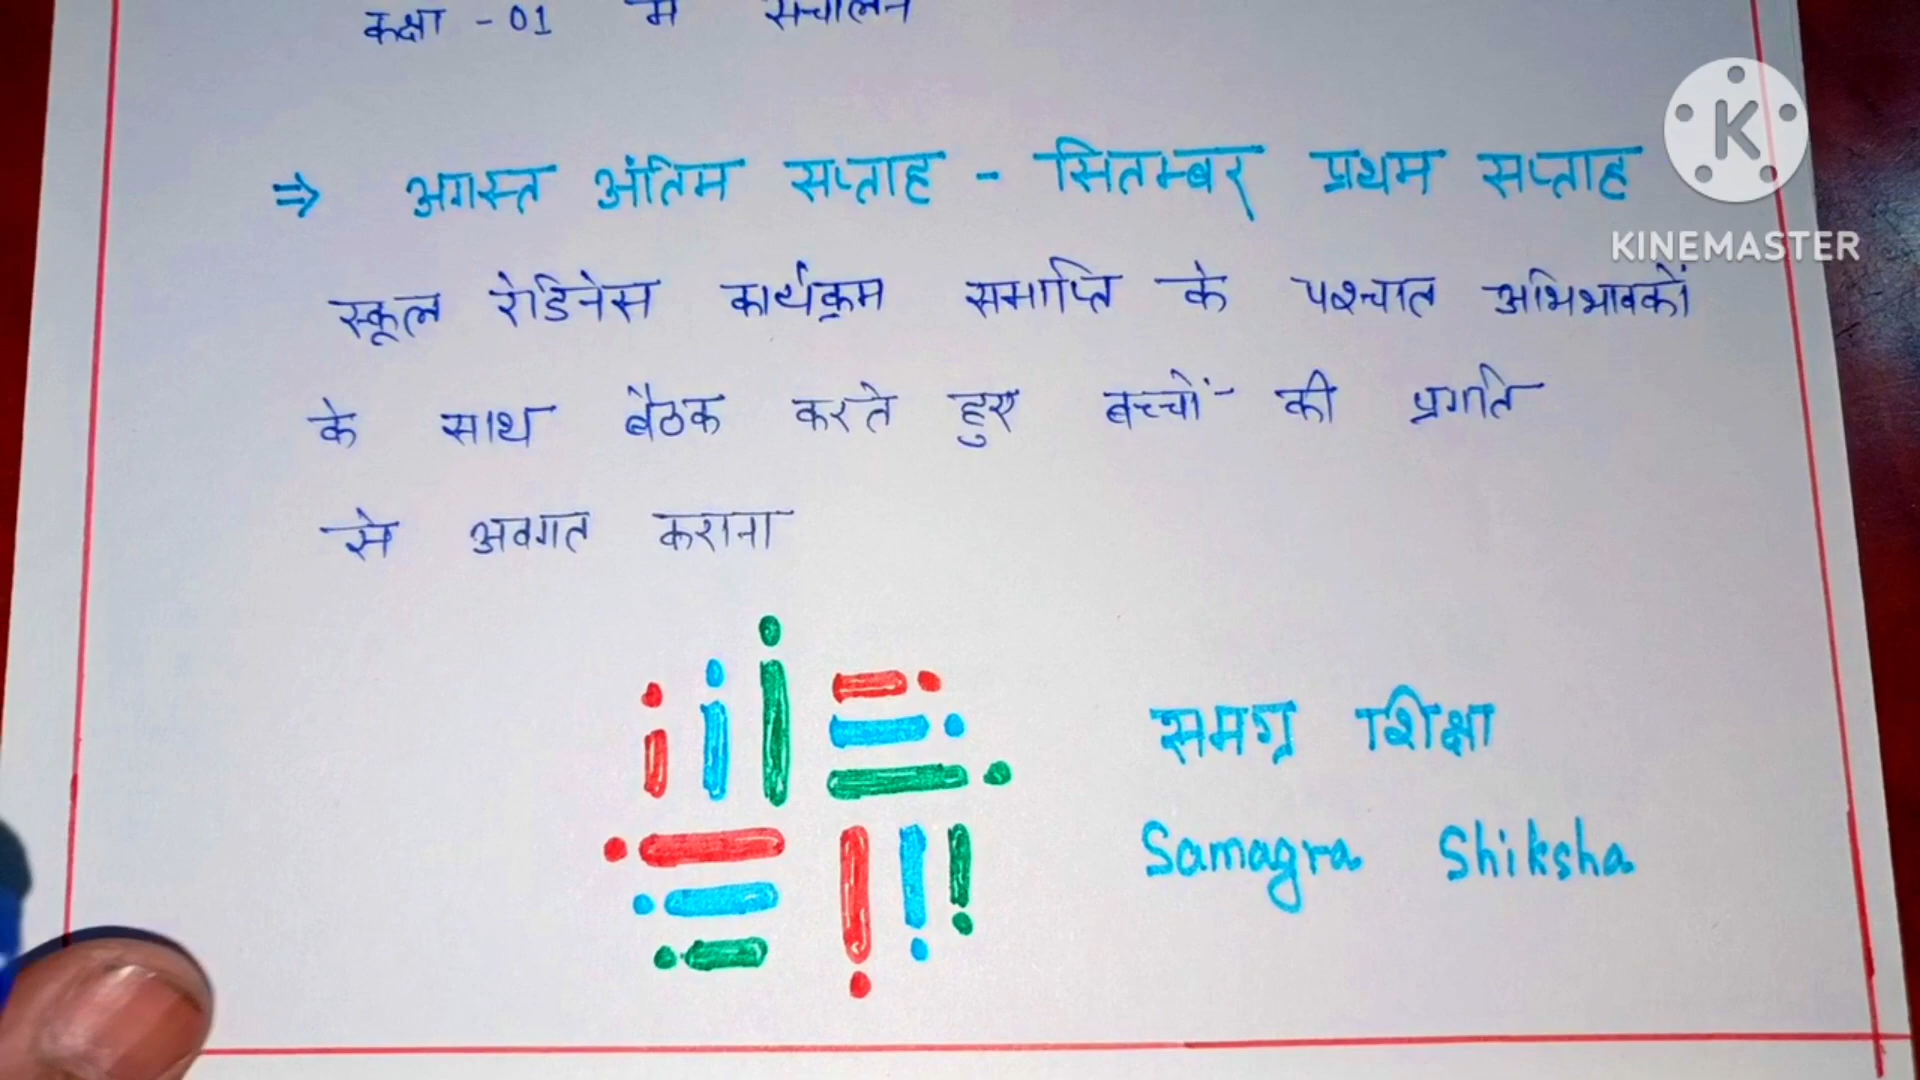 कक्षा - 01 में संचालन
⇒ अगस्त अंतिम सप्ताह - सितम्बर प्रथम सप्ताह
स्कूल रेडिनेस कार्यक्रम समाप्ति के पश्चात अभिभावकों
के साथ बैठक करते हुए बच्चों की प्रगति
से अवगत कराना
समग्र शिक्षा
Samagra Shiksha
K
KINEMASTER